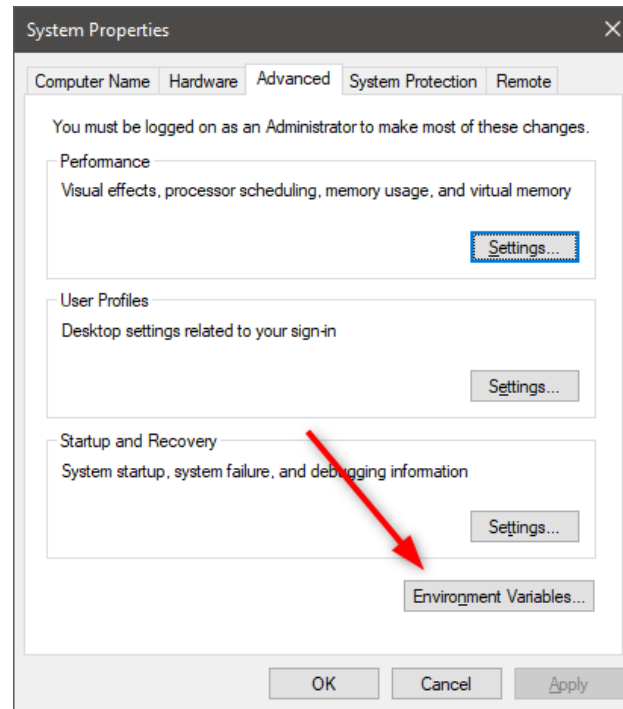 System Properties
Computer Name Hardware Advanced System Protection Remote
You must be logged on as an Administrator to make most of these changes.
Performance
Visual effects, processor scheduling, memory usage, and virtual memory
Settings...
User Profiles
Desktop settings related to your sign-in
Settings...
Startup and Recovery
System startup, system failure, and debugging information
Settings...
Environment Variables...
OK Cancel Apply